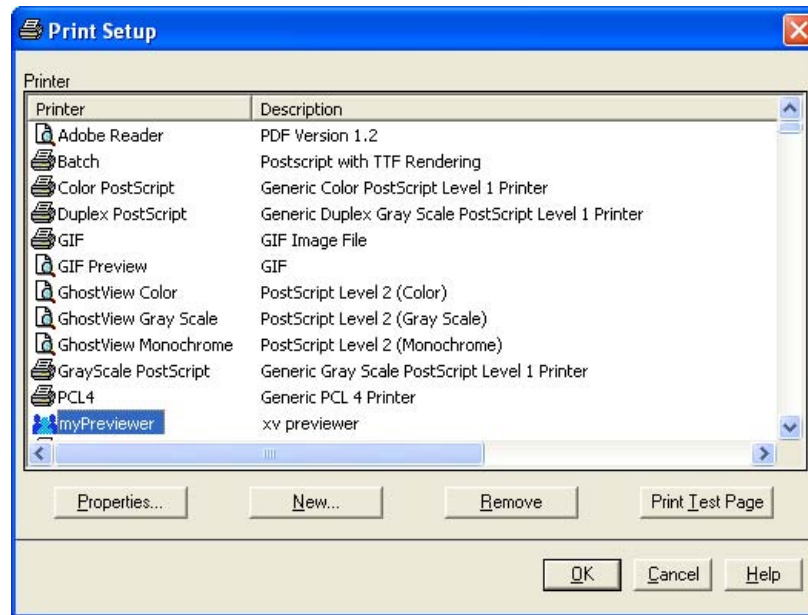 Print Setup
Printer
Printer Description
Adobe Reader PDF Version 1.2
Batch Postscript with TTF Rendering
Color PostScript Generic Color PostScript Level 1 Printer
Duplex PostScript Generic Duplex Gray Scale PostScript Level 1 Printer
GIF GIF Image File
GIF Preview GIF
GhostView Color PostScript Level 2 (Color)
GhostView Gray Scale PostScript Level 2 (Gray Scale)
GhostView Monochrome PostScript Level 2 (Monochrome)
GrayScale PostScript Generic Gray Scale PostScript Level 1 Printer
PCL4 Generic PCL 4 Printer
myPreviewer xv previewer
Properties... New... Remove Print Test Page
OK Cancel Help